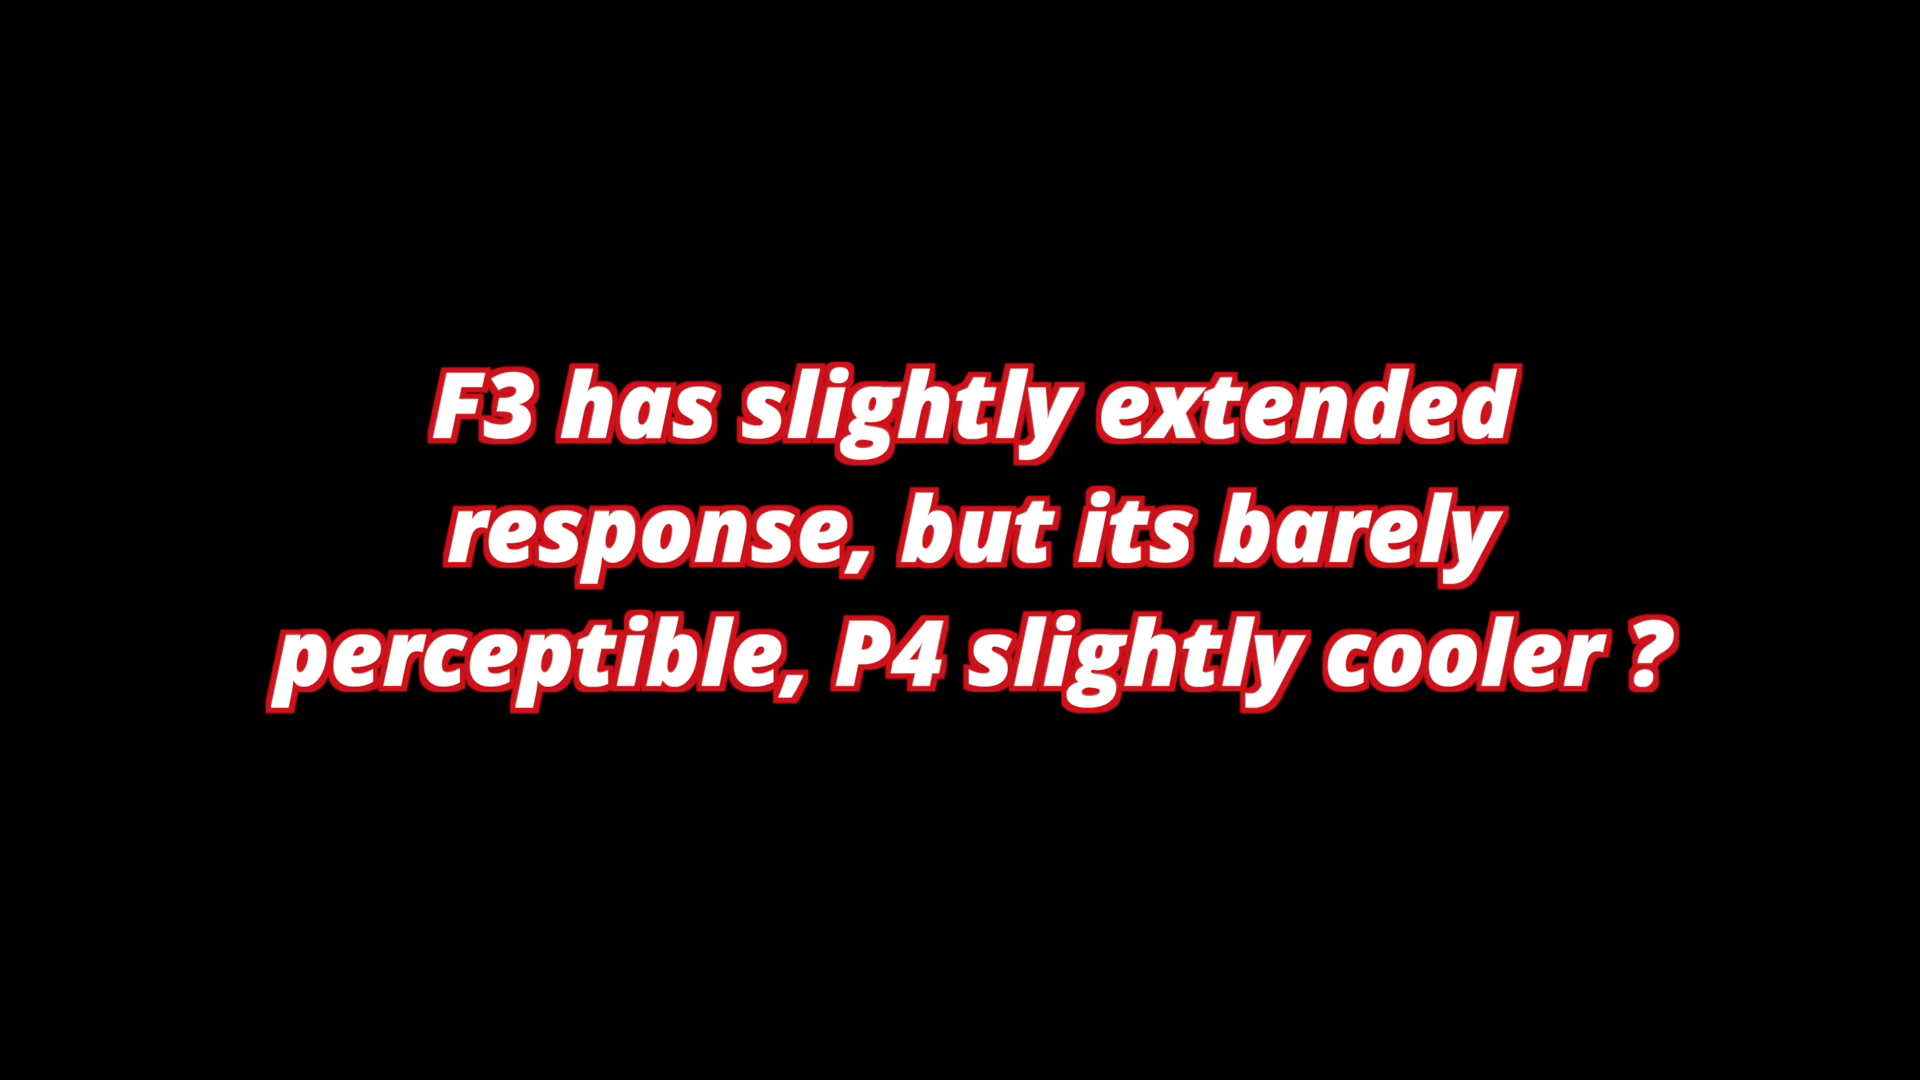 F3 has slightly extended
response, but its barely
perceptible, P4 slightly cooler ?